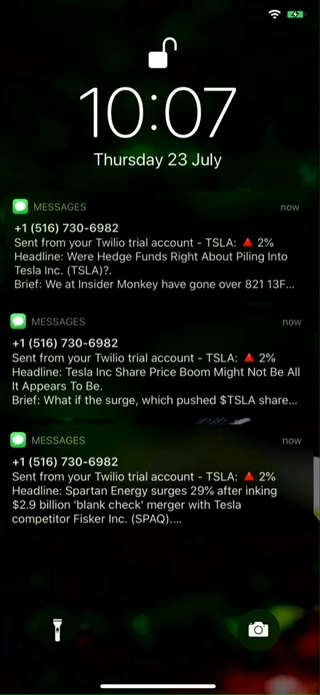 10:07
Thursday 23 July
MESSAGES now
+1 (516) 730-6982
Sent from your Twilio trial account - TSLA: 🔺 2%
Headline: Were Hedge Funds Right About Piling Into
Tesla Inc. (TSLA)?.
Brief: We at Insider Monkey have gone over 821 13F...
MESSAGES now
+1 (516) 730-6982
Sent from your Twilio trial account - TSLA: 🔺 2%
Headline: Tesla Inc Share Price Boom Might Not Be All
It Appears To Be.
Brief: What if the surge, which pushed $TSLA share...
MESSAGES now
+1 (516) 730-6982
Sent from your Twilio trial account - TSLA: 🔺 2%
Headline: Spartan Energy surges 29% after inking
$2.9 billion 'blank check' merger with Tesla
competitor Fisker Inc. (SPAQ)....